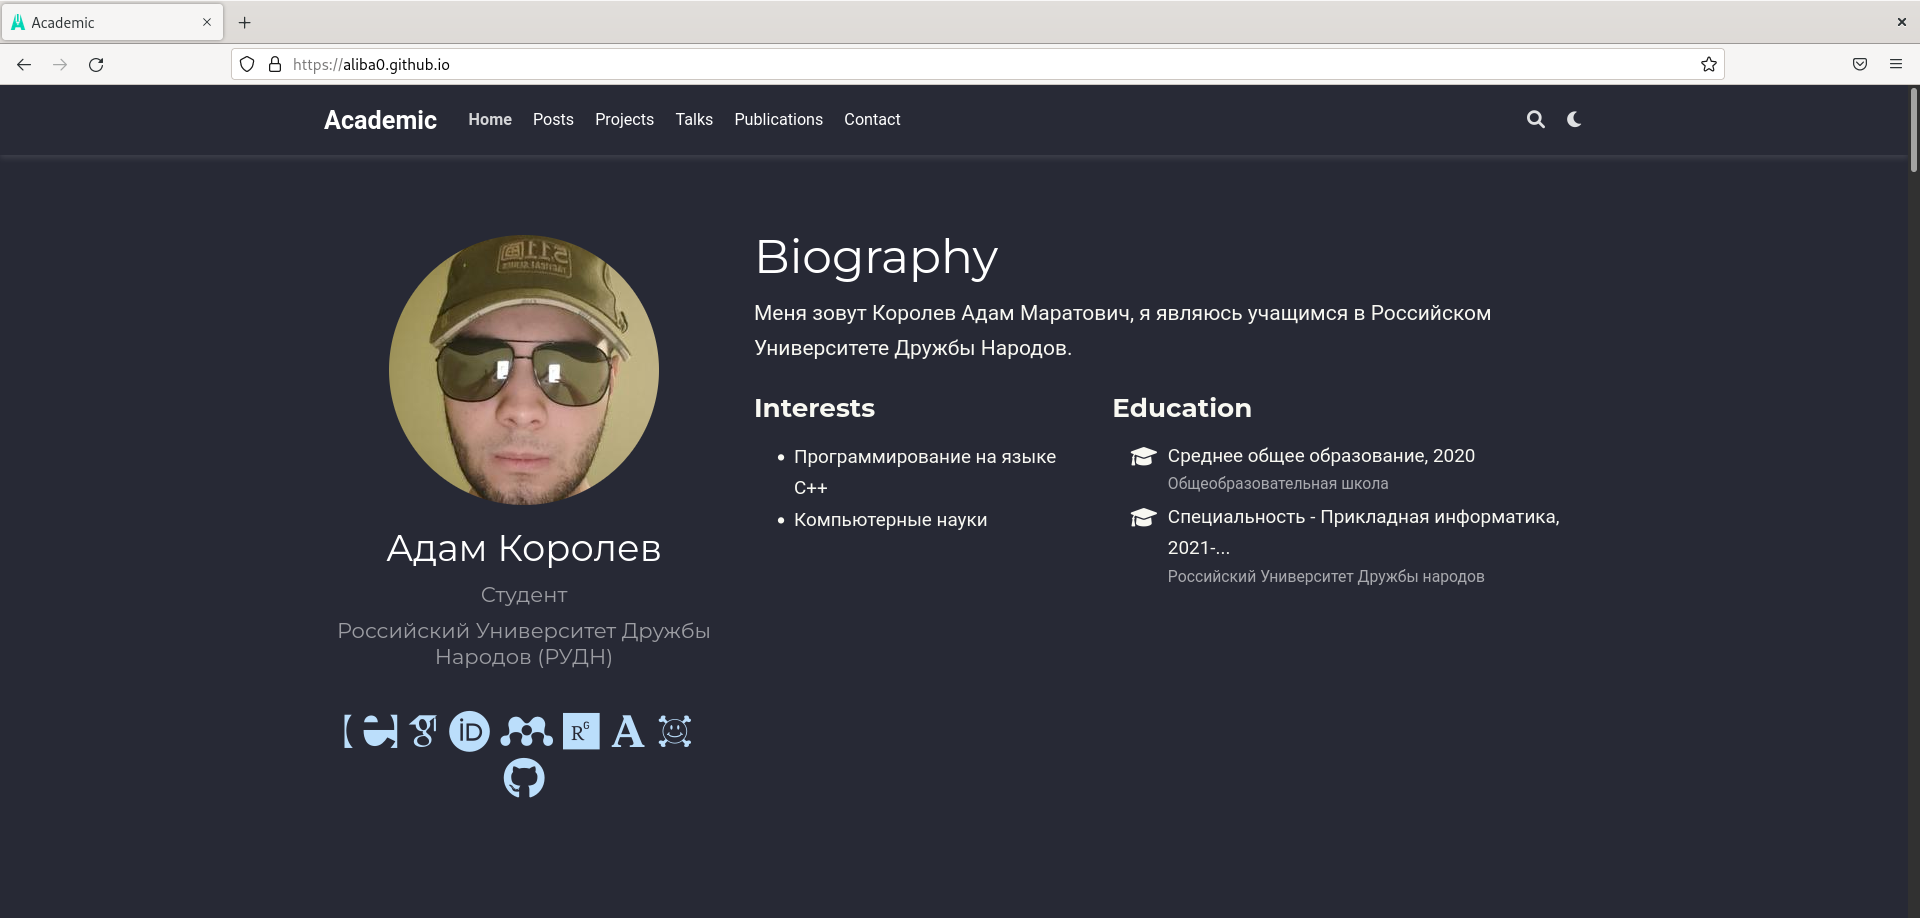 Academic
https://aliba0.github.io
Academic Home Posts Projects Talks Publications Contact
Biography
Меня зовут Королев Адам Маратович, я являюсь учащимся в Российском
Университете Дружбы Народов.
Interests
Программирование на языке
C++
Компьютерные науки
Education
Среднее общее образование, 2020
Общеобразовательная школа
Специальность - Прикладная информатика,
2021-...
Российский Университет Дружбы народов
Адам Королев
Студент
Российский Университет Дружбы
Народов (РУДН)